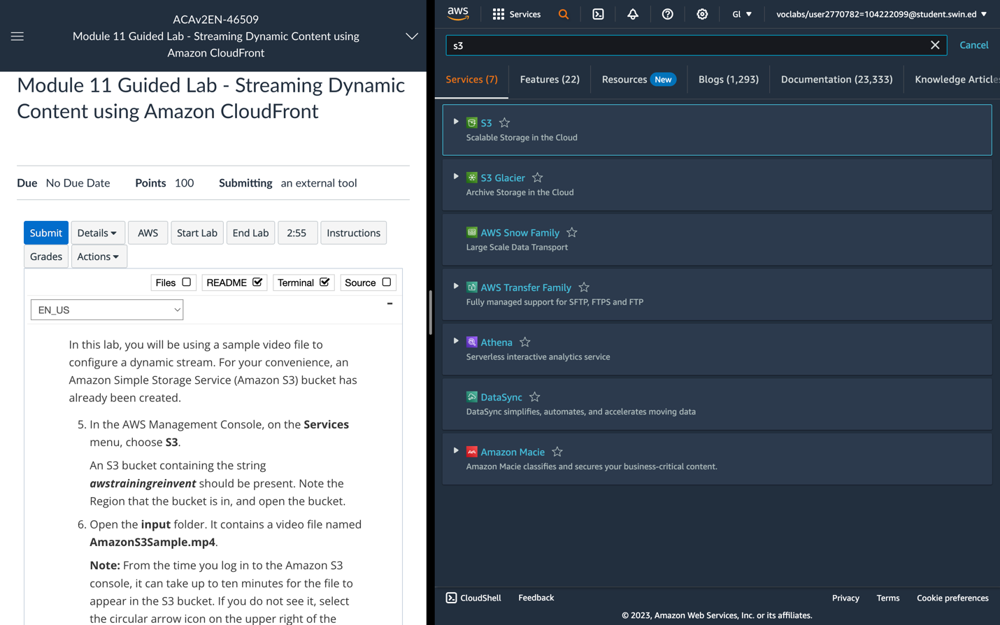 ACAv2EN-46509
Module 11 Guided Lab - Streaming Dynamic Content using
Amazon CloudFront
Module 11 Guided Lab - Streaming Dynamic
Content using Amazon CloudFront
Due No Due Date Points 100 Submitting an external tool
Submit Details AWS Start Lab End Lab 2:55 Instructions
Grades Actions
Files README Terminal Source
EN_US
In this lab, you will be using a sample video file to
configure a dynamic stream. For your convenience, an
Amazon Simple Storage Service (Amazon S3) bucket has
already been created.
5. In the AWS Management Console, on the Services
menu, choose S3.
An S3 bucket containing the string
awstrainingreinvent should be present. Note the
Region that the bucket is in, and open the bucket.
6. Open the input folder. It contains a video file named
AmazonS3Sample.mp4.
Note: From the time you log in to the Amazon S3
console, it can take up to ten minutes for the file to
appear in the S3 bucket. If you do not see it, select
the circular arrow icon on the upper right of the
aws Services Gl voclabs/user2770782=104222099@student.swin.ed
s3 Cancel
Services (7) Features (22) Resources New Blogs (1,293) Documentation (23,333) Knowledge Articles
S3
Scalable Storage in the Cloud
S3 Glacier
Archive Storage in the Cloud
AWS Snow Family
Large Scale Data Transport
AWS Transfer Family
Fully managed support for SFTP, FTPS and FTP
Athena
Serverless interactive analytics service
DataSync
DataSync simplifies, automates, and accelerates moving data
Amazon Macie
Amazon Macie classifies and secures your business-critical content.
CloudShell Feedback Privacy Terms Cookie preferences
© 2023, Amazon Web Services, Inc. or its affiliates.